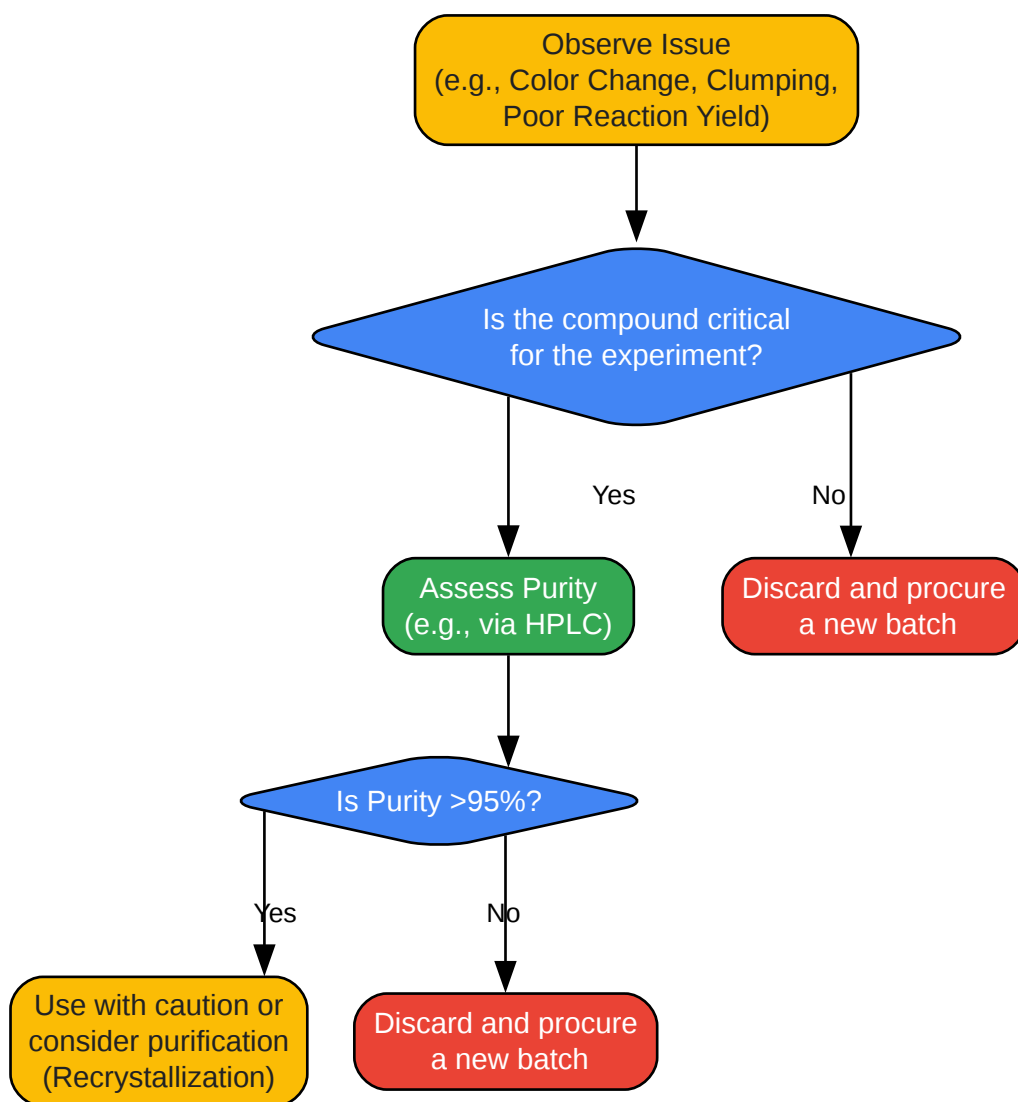 Observe Issue
(e.g., Color Change, Clumping,
Poor Reaction Yield)
Is the compound critical
for the experiment?
Yes
No
Assess Purity
(e.g., via HPLC)
Discard and procure
a new batch
Is Purity >95%?
Yes
No
Use with caution or
consider purification
(Recrystallization)
Discard and procure
a new batch